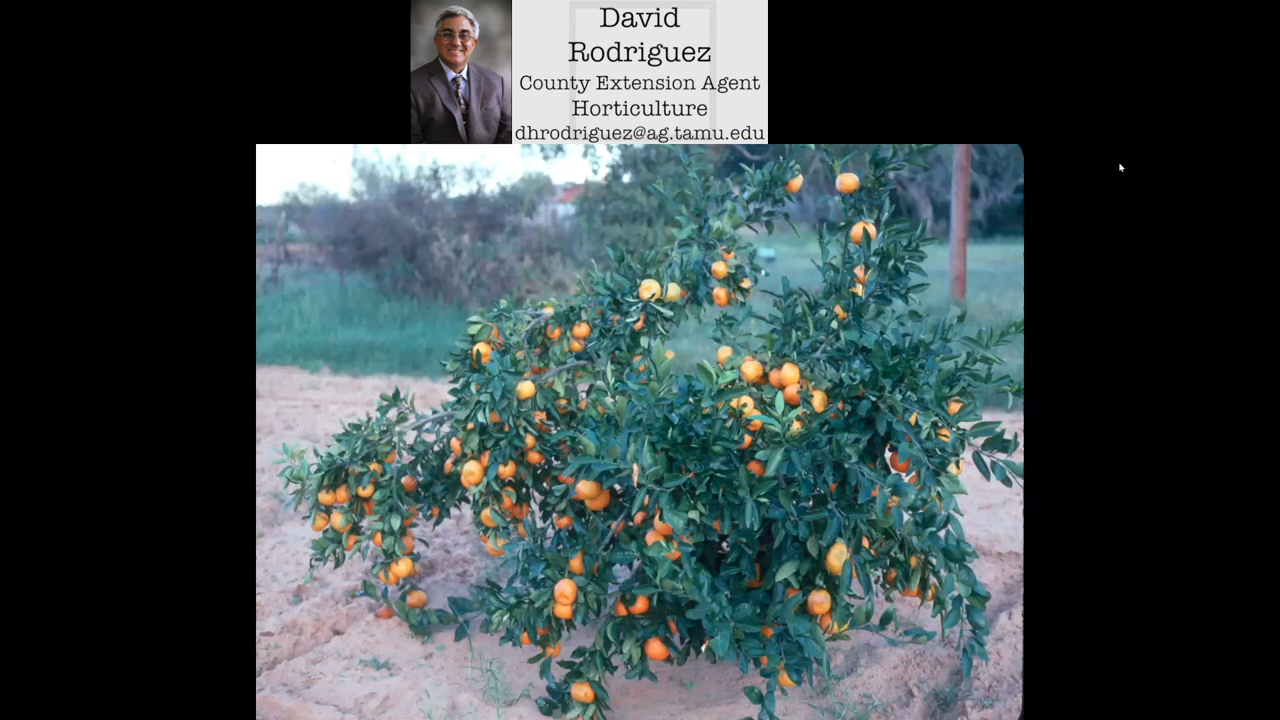 David
Rodriguez
County Extension Agent
Horticulture
dhrodriguez@ag.tamu.edu